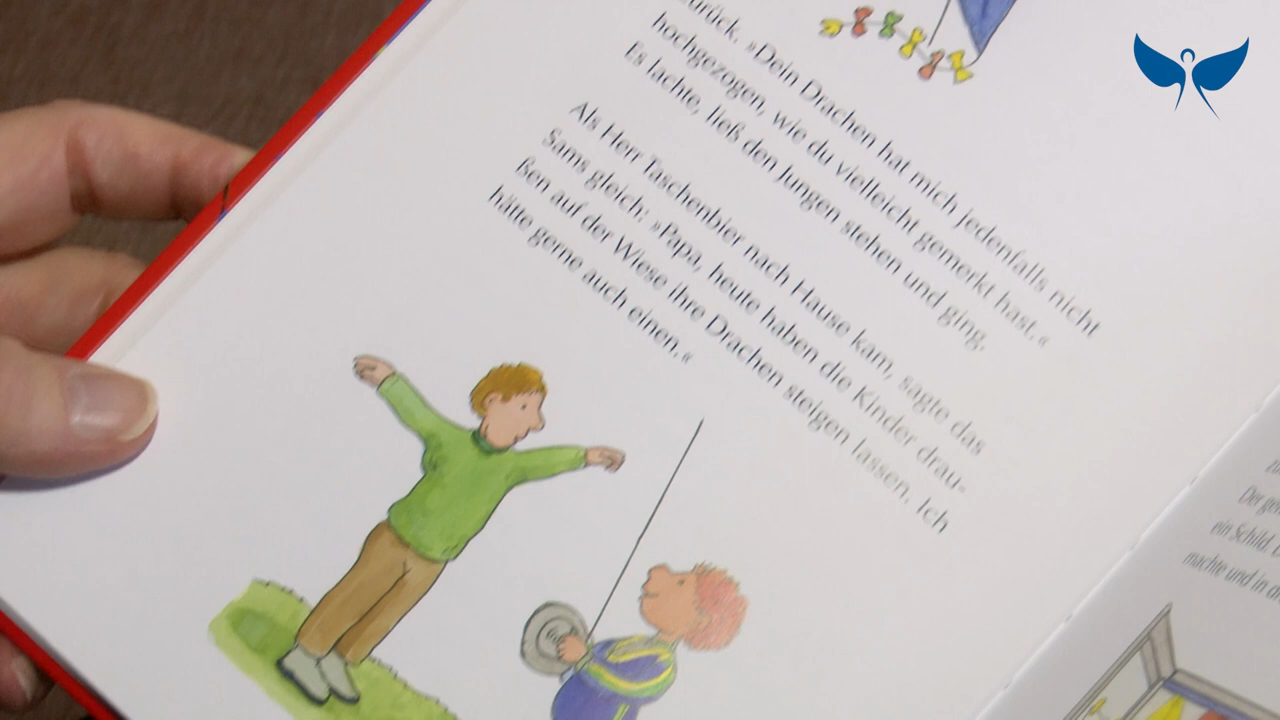 zurück. »Dein Drachen hat mich jedenfalls nicht
hochgezogen, wie du vielleicht gemerkt hast.«
Es lachte, ließ den Jungen stehen und ging.
Als Herr Taschenbier nach Hause kam, sagte das
Sams gleich: »Papa, heute haben die Kinder drau-
ßen auf der Wiese ihre Drachen steigen lassen. Ich
hätte gerne auch einen.«
ein Schild.
machte und in